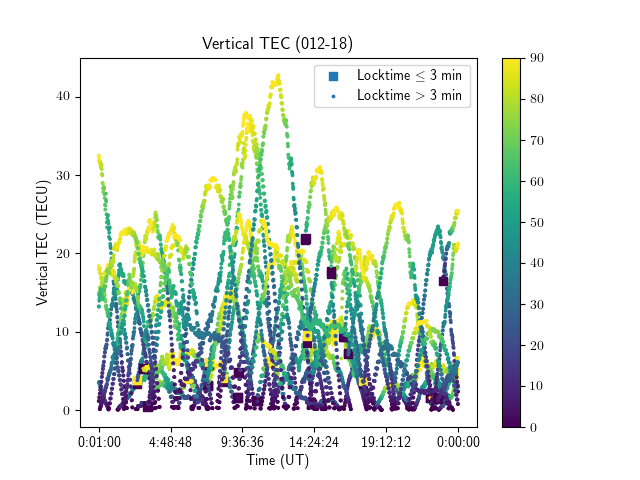 Vertical TEC (012-18)
Locktime ≤ 3 min
Locktime > 3 min
Vertical TEC (TECU)
40
30
20
10
0
0:01:00 4:48:48 9:36:36 14:24:24 19:12:12 0:00:00
Time (UT)
90
80
70
60
50
40
30
20
10
0